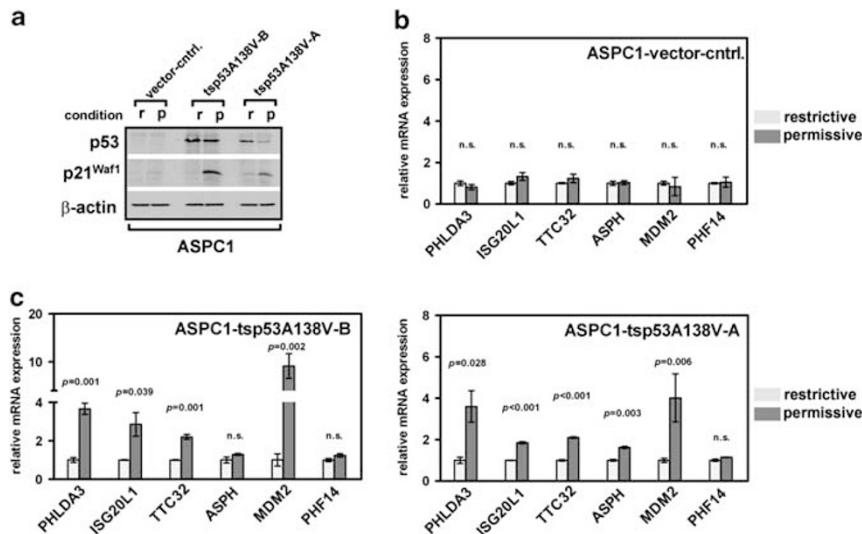 a
vector-cntrl.
tsp53A138V-B
tsp53A138V-A
condition r p r p r p
p53
p21Waf1
β-actin
ASPC1
b
ASPC1-vector-cntrl.
relative mRNA expression
8
6
4
2
0
n.s. n.s. n.s. n.s. n.s. n.s.
PHLDA3 ISG20L1 TTC32 ASPH MDM2 PHF14
restrictive
permissive
c
ASPC1-tsp53A138V-B
relative mRNA expression
20
10
4
2
0
p=0.001 p=0.039 p=0.001 n.s. p=0.002 n.s.
PHLDA3 ISG20L1 TTC32 ASPH MDM2 PHF14
ASPC1-tsp53A138V-A
relative mRNA expression
8
6
4
2
0
p=0.028 p<0.001 p<0.001 p=0.003 p=0.006 n.s.
PHLDA3 ISG20L1 TTC32 ASPH MDM2 PHF14
restrictive
permissive